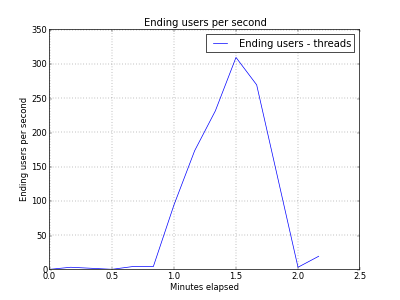 Ending users per second
Ending users - threads
Ending users per second
350
300
250
200
150
100
50
0
0.0 0.5 1.0 1.5 2.0 2.5
Minutes elapsed